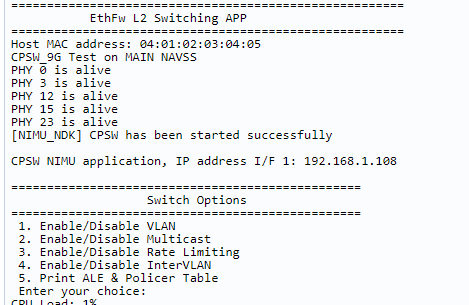 =====================================================
EthFw L2 Switching APP
=====================================================
Host MAC address: 04:01:02:03:04:05
CPSW_9G Test on MAIN NAVSS
PHY 0 is alive
PHY 3 is alive
PHY 12 is alive
PHY 15 is alive
PHY 23 is alive
[NIMU_NDK] CPSW has been started successfully
CPSW NIMU application, IP address I/F 1: 192.168.1.108
===============================================
Switch Options
===============================================
1. Enable/Disable VLAN
2. Enable/Disable Multicast
3. Enable/Disable Rate Limiting
4. Enable/Disable InterVLAN
5. Print ALE & Policer Table
Enter your choice:
CPU Load: 1%